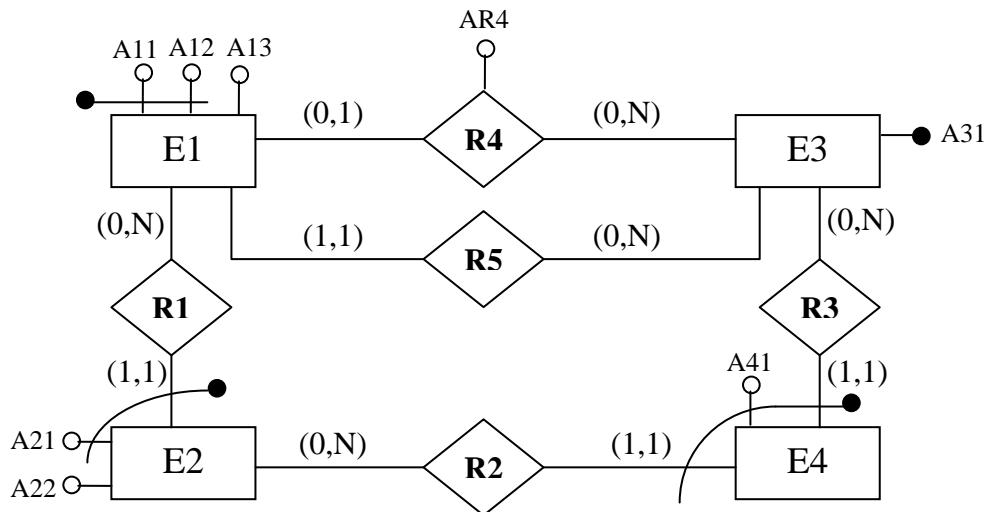 AR4
A11 A12 A13
(0,1) (0,N)
E1 R4 E3 A31
(0,N) (1,1) (0,N) (0,N)
R5
R1 R3
A41
(1,1) (1,1)
A21 (0,N) (1,1)
E2 R2 E4
A22